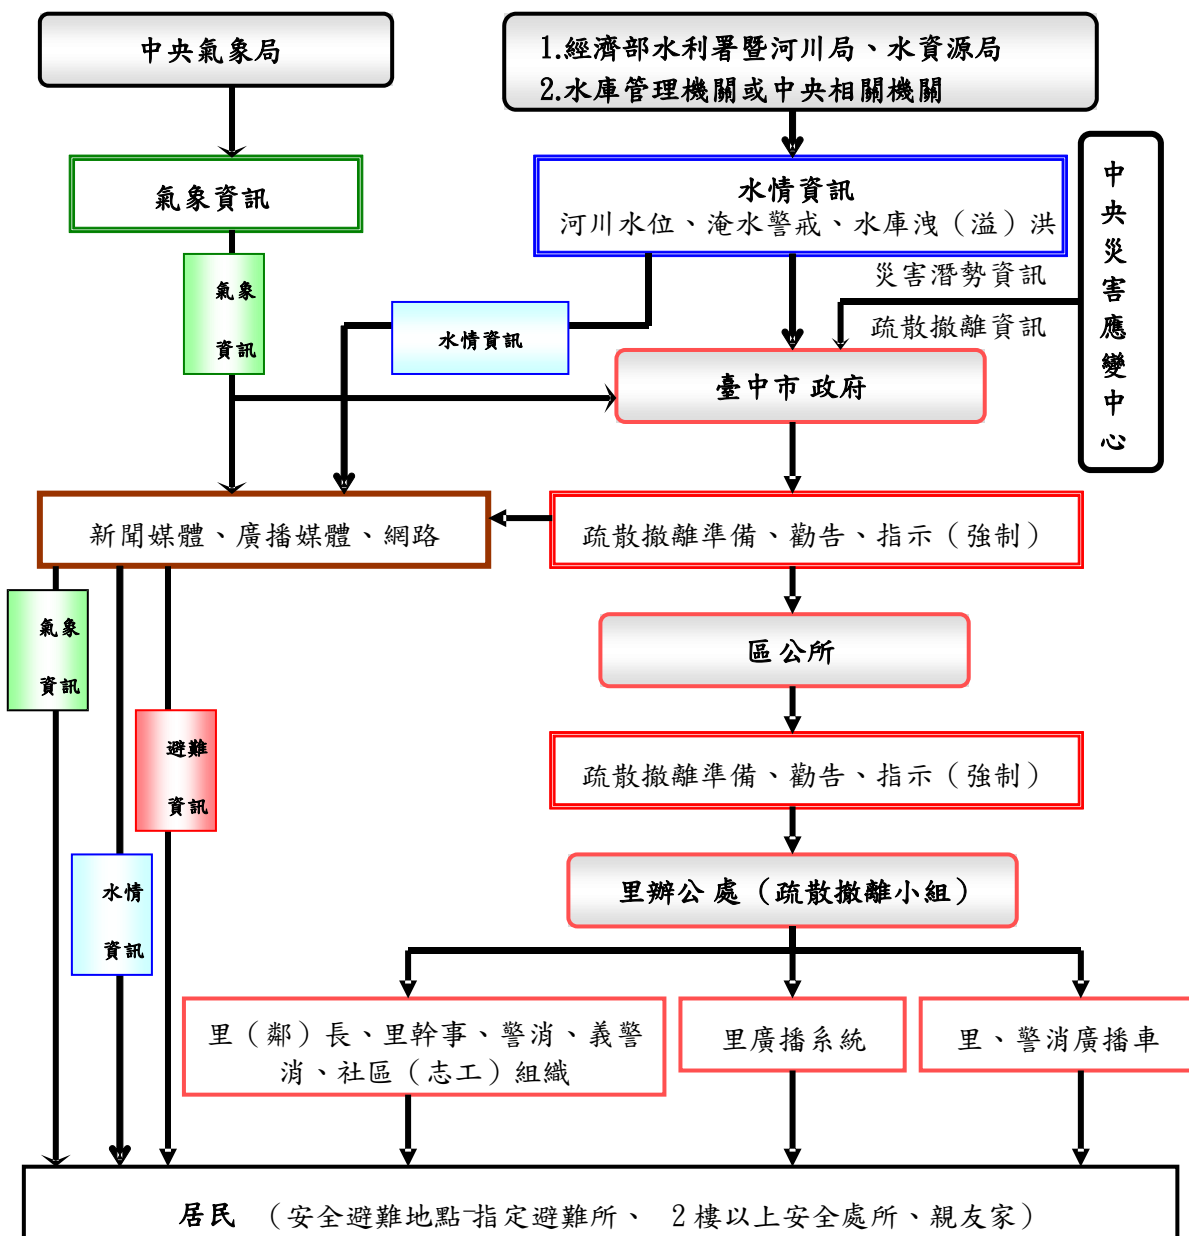 中央氣象局
1.經濟部水利署暨河川局、水資源局
2.水庫管理機關或中央相關機關
中央災害應變中心
氣象資訊
水情資訊
河川水位、淹水警戒、水庫洩（溢）洪
氣象
資訊
水情資訊
災害潛勢資訊
疏散撤離資訊
臺中市 政府
新聞媒體、廣播媒體、網路
疏散撤離準備、勸告、指示（強制）
氣象
資訊
區公所
避難
資訊
疏散撤離準備、勸告、指示（強制）
水情
資訊
里辦公 處（疏散撤離小組）
里（鄰）長、里幹事、警消、義警
消、社區（志工）組織
里廣播系統
里、警消廣播車
居民 （安全避難地點-指定避難所、 2樓以上安全處所、親友家）